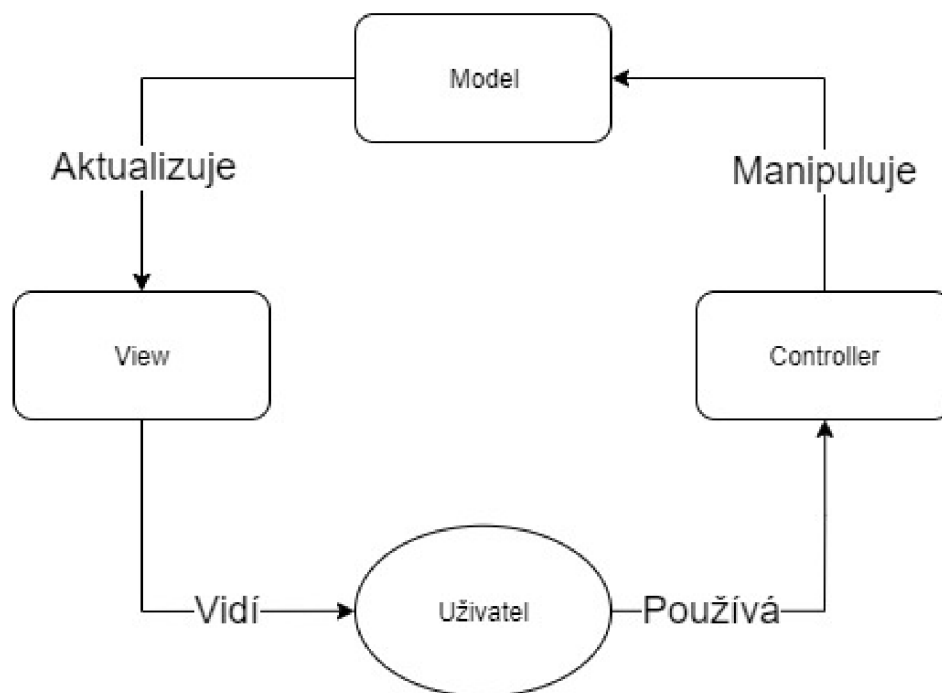 Model
Aktualizuje
Manipuluje
View
Controller
Vidí
Uživatel
Používá